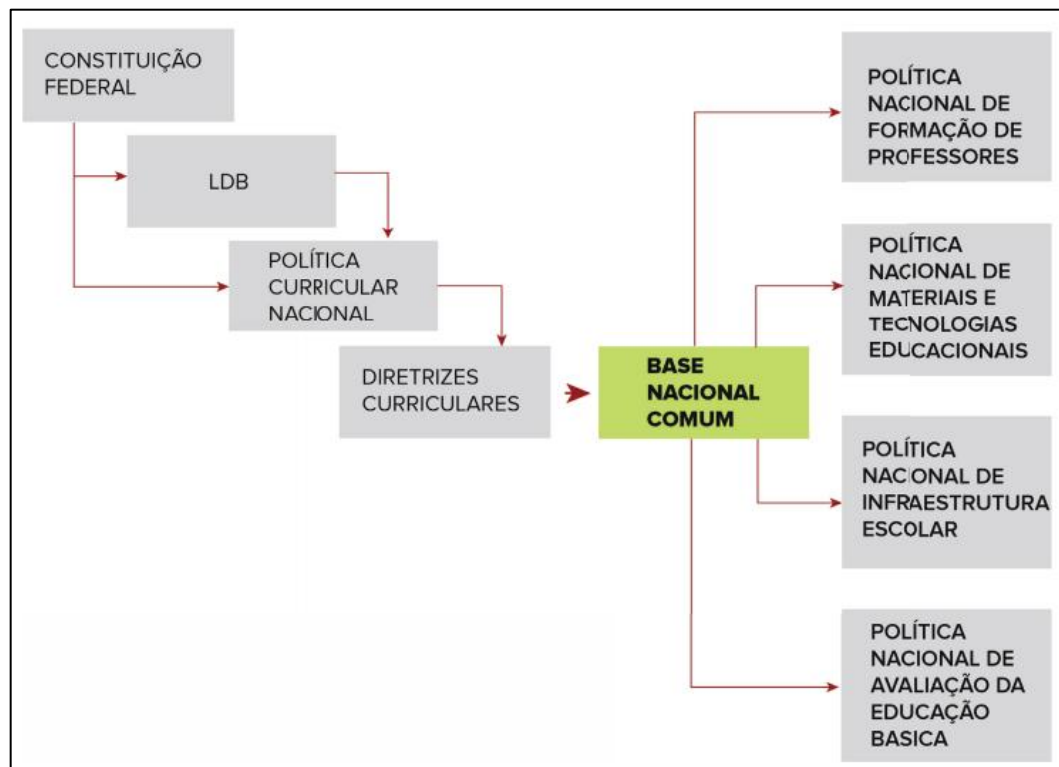 CONSTITUIÇÃO
FEDERAL
LDB
POLÍTICA
CURRICULAR
NACIONAL
DIRETRIZES
CURRICULARES
BASE
NACIONAL
COMUM
POLÍTICA
NACIONAL DE
FORMAÇÃO DE
PROFESSORES
POLÍTICA
NACIONAL DE
MATERIAIS E
TECNOLOGIAS
EDUCACIONAIS
POLÍTICA
NACIONAL DE
INFRAESTRUTURA
ESCOLAR
POLÍTICA
NACIONAL DE
AVALIAÇÃO DA
EDUCAÇÃO
BASICA